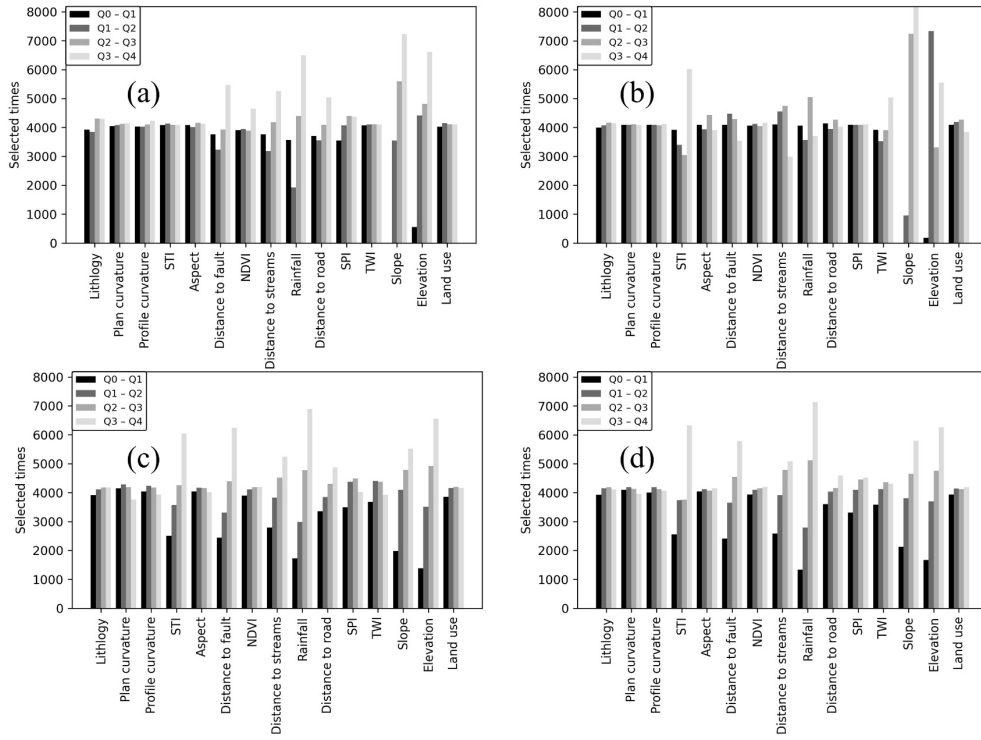 8000
7000
6000
5000
4000
3000
2000
1000
0
Selected times
Q0 – Q1
Q1 – Q2
Q2 – Q3
Q3 – Q4
(a)
Lithlogy
Plan curvature
Profile curvature
STI
Aspect
Distance to fault
NDVI
Distance to streams
Rainfall
Distance to road
SPI
TWI
Slope
Elevation
Land use
8000
7000
6000
5000
4000
3000
2000
1000
0
Selected times
Q0 – Q1
Q1 – Q2
Q2 – Q3
Q3 – Q4
(b)
Lithlogy
Plan curvature
Profile curvature
STI
Aspect
Distance to fault
NDVI
Distance to streams
Rainfall
Distance to road
SPI
TWI
Slope
Elevation
Land use
8000
7000
6000
5000
4000
3000
2000
1000
0
Selected times
Q0 – Q1
Q1 – Q2
Q2 – Q3
Q3 – Q4
(c)
Lithlogy
Plan curvature
Profile curvature
STI
Aspect
Distance to fault
NDVI
Distance to streams
Rainfall
Distance to road
SPI
TWI
Slope
Elevation
Land use
8000
7000
6000
5000
4000
3000
2000
1000
0
Selected times
Q0 – Q1
Q1 – Q2
Q2 – Q3
Q3 – Q4
(d)
Lithlogy
Plan curvature
Profile curvature
STI
Aspect
Distance to fault
NDVI
Distance to streams
Rainfall
Distance to road
SPI
TWI
Slope
Elevation
Land use